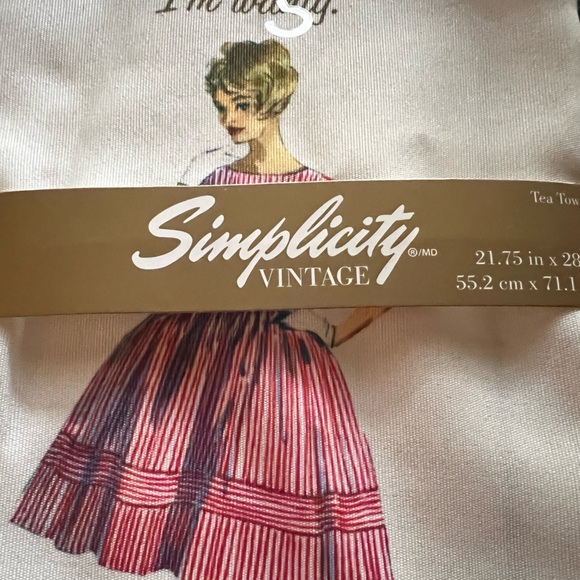 I'm
Simplicity®/MD
VINTAGE
Tea Tow
21.75 in x 28
55.2 cm x 71.1